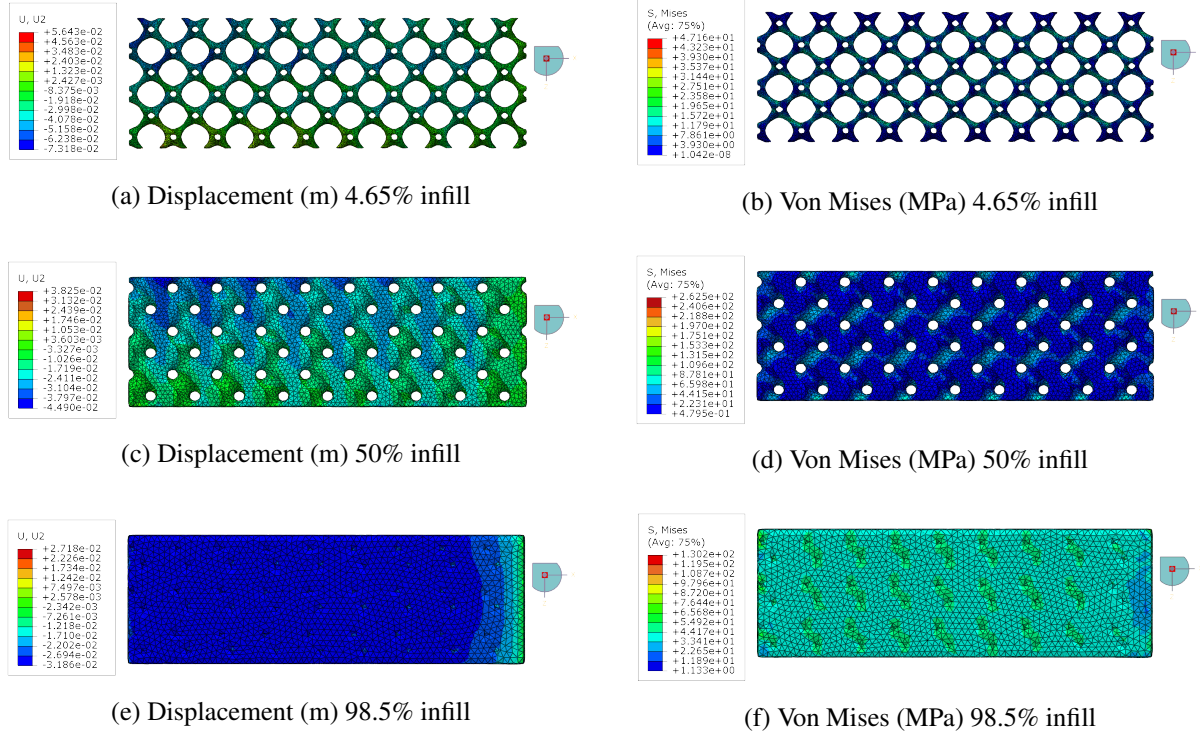 U, U2
+5.643e-02
+4.563e-02
+3.483e-02
+2.403e-02
+1.323e-02
+2.427e-03
-8.375e-03
-1.918e-02
-2.998e-02
-4.078e-02
-5.158e-02
-6.238e-02
-7.318e-02
(a) Displacement (m) 4.65% infill
S, Mises
(Avg: 75%)
+4.716e+01
+4.323e+01
+3.930e+01
+3.537e+01
+3.144e+01
+2.751e+01
+2.358e+01
+1.965e+01
+1.572e+01
+1.179e+01
+7.861e+00
+3.930e+00
+1.042e-08
(b) Von Mises (MPa) 4.65% infill
U, U2
+3.825e-02
+3.132e-02
+2.439e-02
+1.746e-02
+1.053e-02
+3.603e-03
-3.327e-03
-1.026e-02
-1.719e-02
-2.411e-02
-3.104e-02
-3.797e-02
-4.490e-02
(c) Displacement (m) 50% infill
S, Mises
(Avg: 75%)
+2.625e+02
+2.406e+02
+2.188e+02
+1.970e+02
+1.751e+02
+1.533e+02
+1.315e+02
+1.096e+02
+8.781e+01
+6.598e+01
+4.415e+01
+2.231e+01
+4.795e-01
(d) Von Mises (MPa) 50% infill
U, U2
+2.718e-02
+2.226e-02
+1.734e-02
+1.242e-02
+7.497e-03
+2.578e-03
-2.342e-03
-7.261e-03
-1.218e-02
-1.710e-02
-2.202e-02
-2.694e-02
-3.186e-02
(e) Displacement (m) 98.5% infill
S, Mises
(Avg: 75%)
+1.302e+02
+1.195e+02
+1.087e+02
+9.796e+01
+8.720e+01
+7.644e+01
+6.568e+01
+5.492e+01
+4.417e+01
+3.341e+01
+2.265e+01
+1.189e+01
+1.133e+00
(f) Von Mises (MPa) 98.5% infill